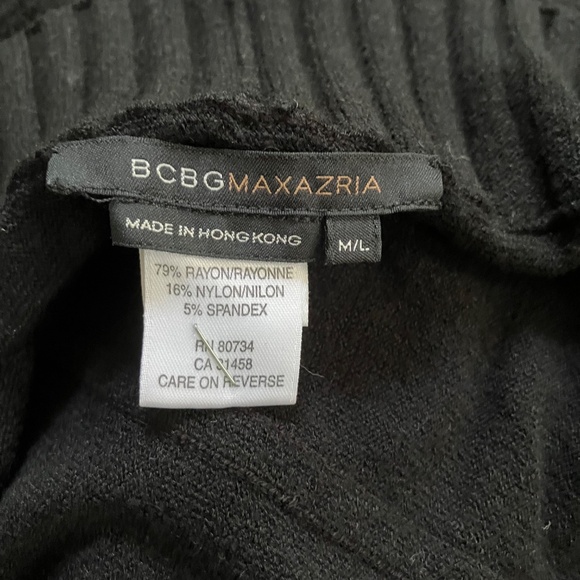 BCBGMAXAZRIA
MADE IN HONG KONG
M/L
79% RAYON/RAYONNE
16% NYLON/NILON
5% SPANDEX
RN 80734
CA 31458
CARE ON REVERSE